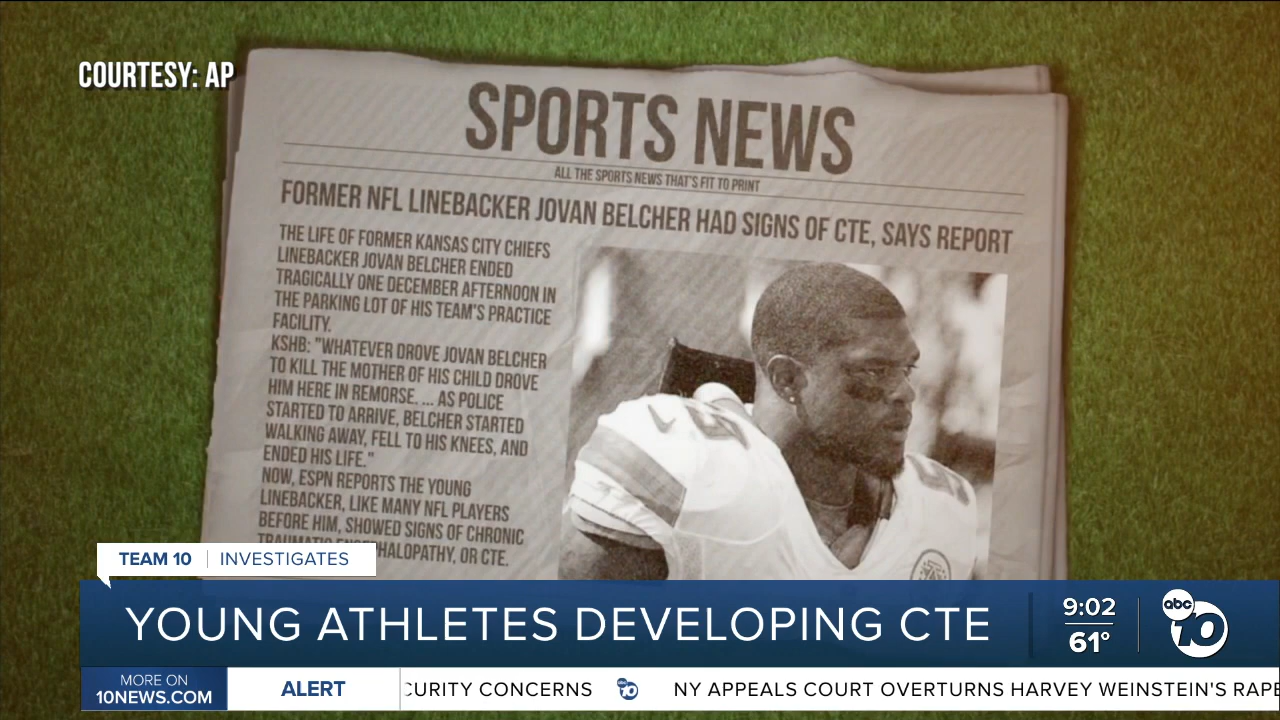 COURTESY: AP
SPORTS NEWS
ALL THE SPORTS NEWS THAT'S FIT TO PRINT
FORMER NFL LINEBACKER JOVAN BELCHER HAD SIGNS OF CTE, SAYS REPORT
THE LIFE OF FORMER KANSAS CITY CHIEFS
LINEBACKER JOVAN BELCHER ENDED
TRAGICALLY ONE DECEMBER AFTERNOON IN
THE PARKING LOT OF HIS TEAM'S PRACTICE
FACILITY.
KSHB: "WHATEVER DROVE JOVAN BELCHER
TO KILL THE MOTHER OF HIS CHILD DROVE
HIM HERE IN REMORSE. ... AS POLICE
STARTED TO ARRIVE, BELCHER STARTED
WALKING AWAY, FELL TO HIS KNEES, AND
ENDED HIS LIFE."
NOW, ESPN REPORTS THE YOUNG
LINEBACKER, LIKE MANY NFL PLAYERS
BEFORE HIM, SHOWED SIGNS OF CHRONIC
TRAUMATIC ENCEPHALOPATHY, OR CTE.
TEAM 10 | INVESTIGATES
YOUNG ATHLETES DEVELOPING CTE
9:02
61°
abc
10
MORE ON
10NEWS.COM
ALERT
CURITY CONCERNS
abc 10
NY APPEALS COURT OVERTURNS HARVEY WEINSTEIN'S RAPE